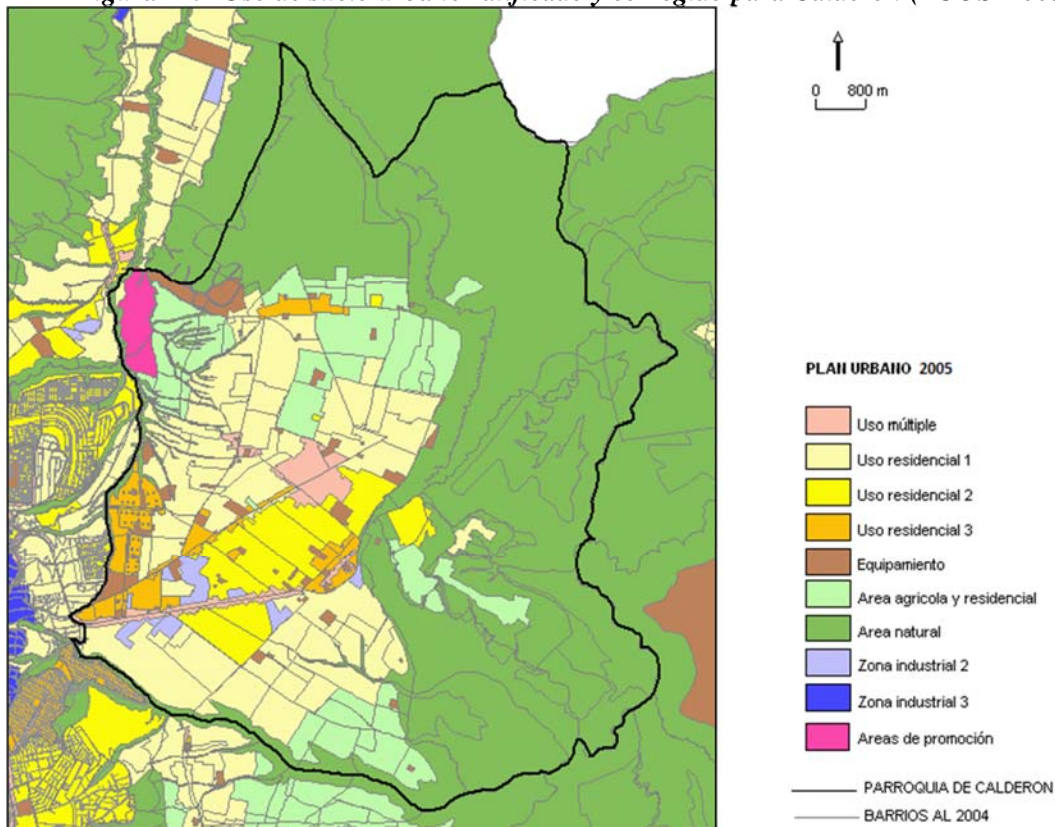 para
0 800 m
PLAN URBANO 2005
Uso múltiple
Uso residencial 1
Uso residencial 2
Uso residencial 3
Equipamiento
Area agricola y residencial
Area natural
Zona industrial 2
Zona industrial 3
Areas de promoción
PARROQUIA DE CALDERON
BARRIOS AL 2004